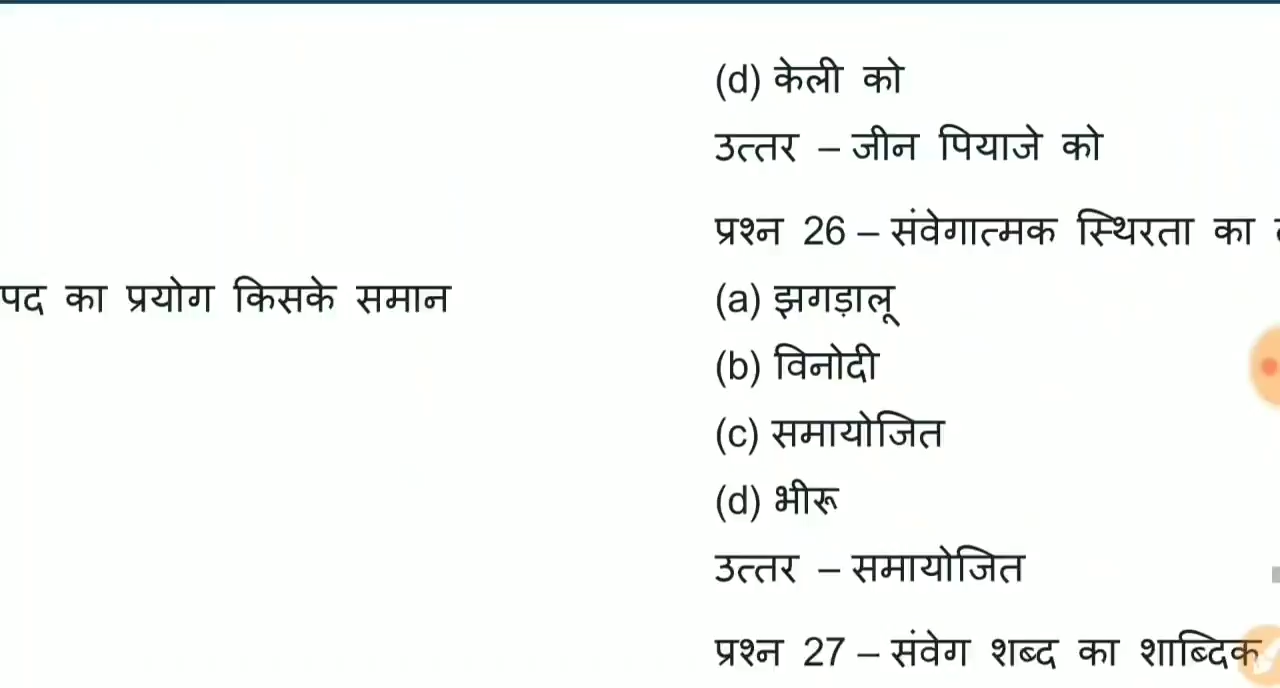 पद का प्रयोग किसके समान
(d) केली को
उत्तर – जीन पियाजे को
प्रश्न 26 – संवेगात्मक स्थिरता का
(a) झगड़ालू
(b) विनोदी
(c) समायोजित
(d) भीरू
उत्तर – समायोजित
प्रश्न 27 – संवेग शब्द का शाब्दिक